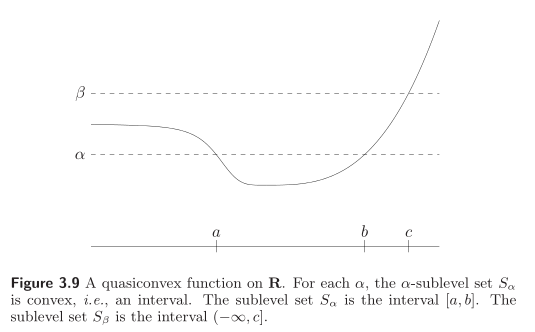 β
α
a b c
Figure 3.9 A quasiconvex function on R. For each α, the α-sublevel set Sα
is convex, i.e., an interval. The sublevel set Sα is the interval [a, b]. The
sublevel set Sβ is the interval (−∞, c].